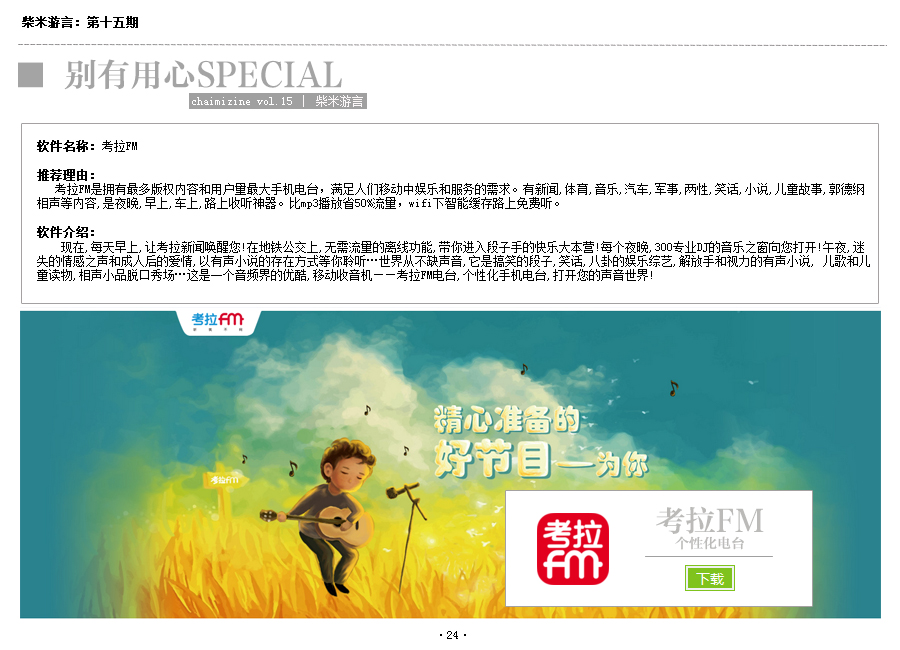 柴米游言：第十五期
别有用心SPECIAL
chaimizine vol.15 | 柴米游言
软件名称：考拉FM
推荐理由：
考拉FM是拥有最多版权内容和用户量最大手机电台，满足人们移动中娱乐和服务的需求。有新闻,体育,音乐,汽车,军事,两性,笑话,小说,儿童故事,郭德纲
相声等内容,是夜晚,早上,车上,路上收听神器。比mp3播放省50%流量，wifi下智能缓存路上免费听。
软件介绍：
现在,每天早上,让考拉新闻唤醒您!在地铁公交上,无需流量的离线功能,带你进入段子手的快乐大本营!每个夜晚,300专业DJ的音乐之窗向您打开!午夜,迷
失的情感之声和成人后的爱情,以有声小说的存在方式等你聆听…世界从不缺声音,它是搞笑的段子,笑话,八卦的娱乐综艺,解放手和视力的有声小说, 儿歌和儿
童读物,相声小品脱口秀场…这是一个音频界的优酷,移动收音机——考拉FM电台,个性化手机电台,打开您的声音世界!
考拉FM
精心准备的
好节目—为你
考拉FM
考拉
FM
考拉FM
个性化电台
下载
·24·